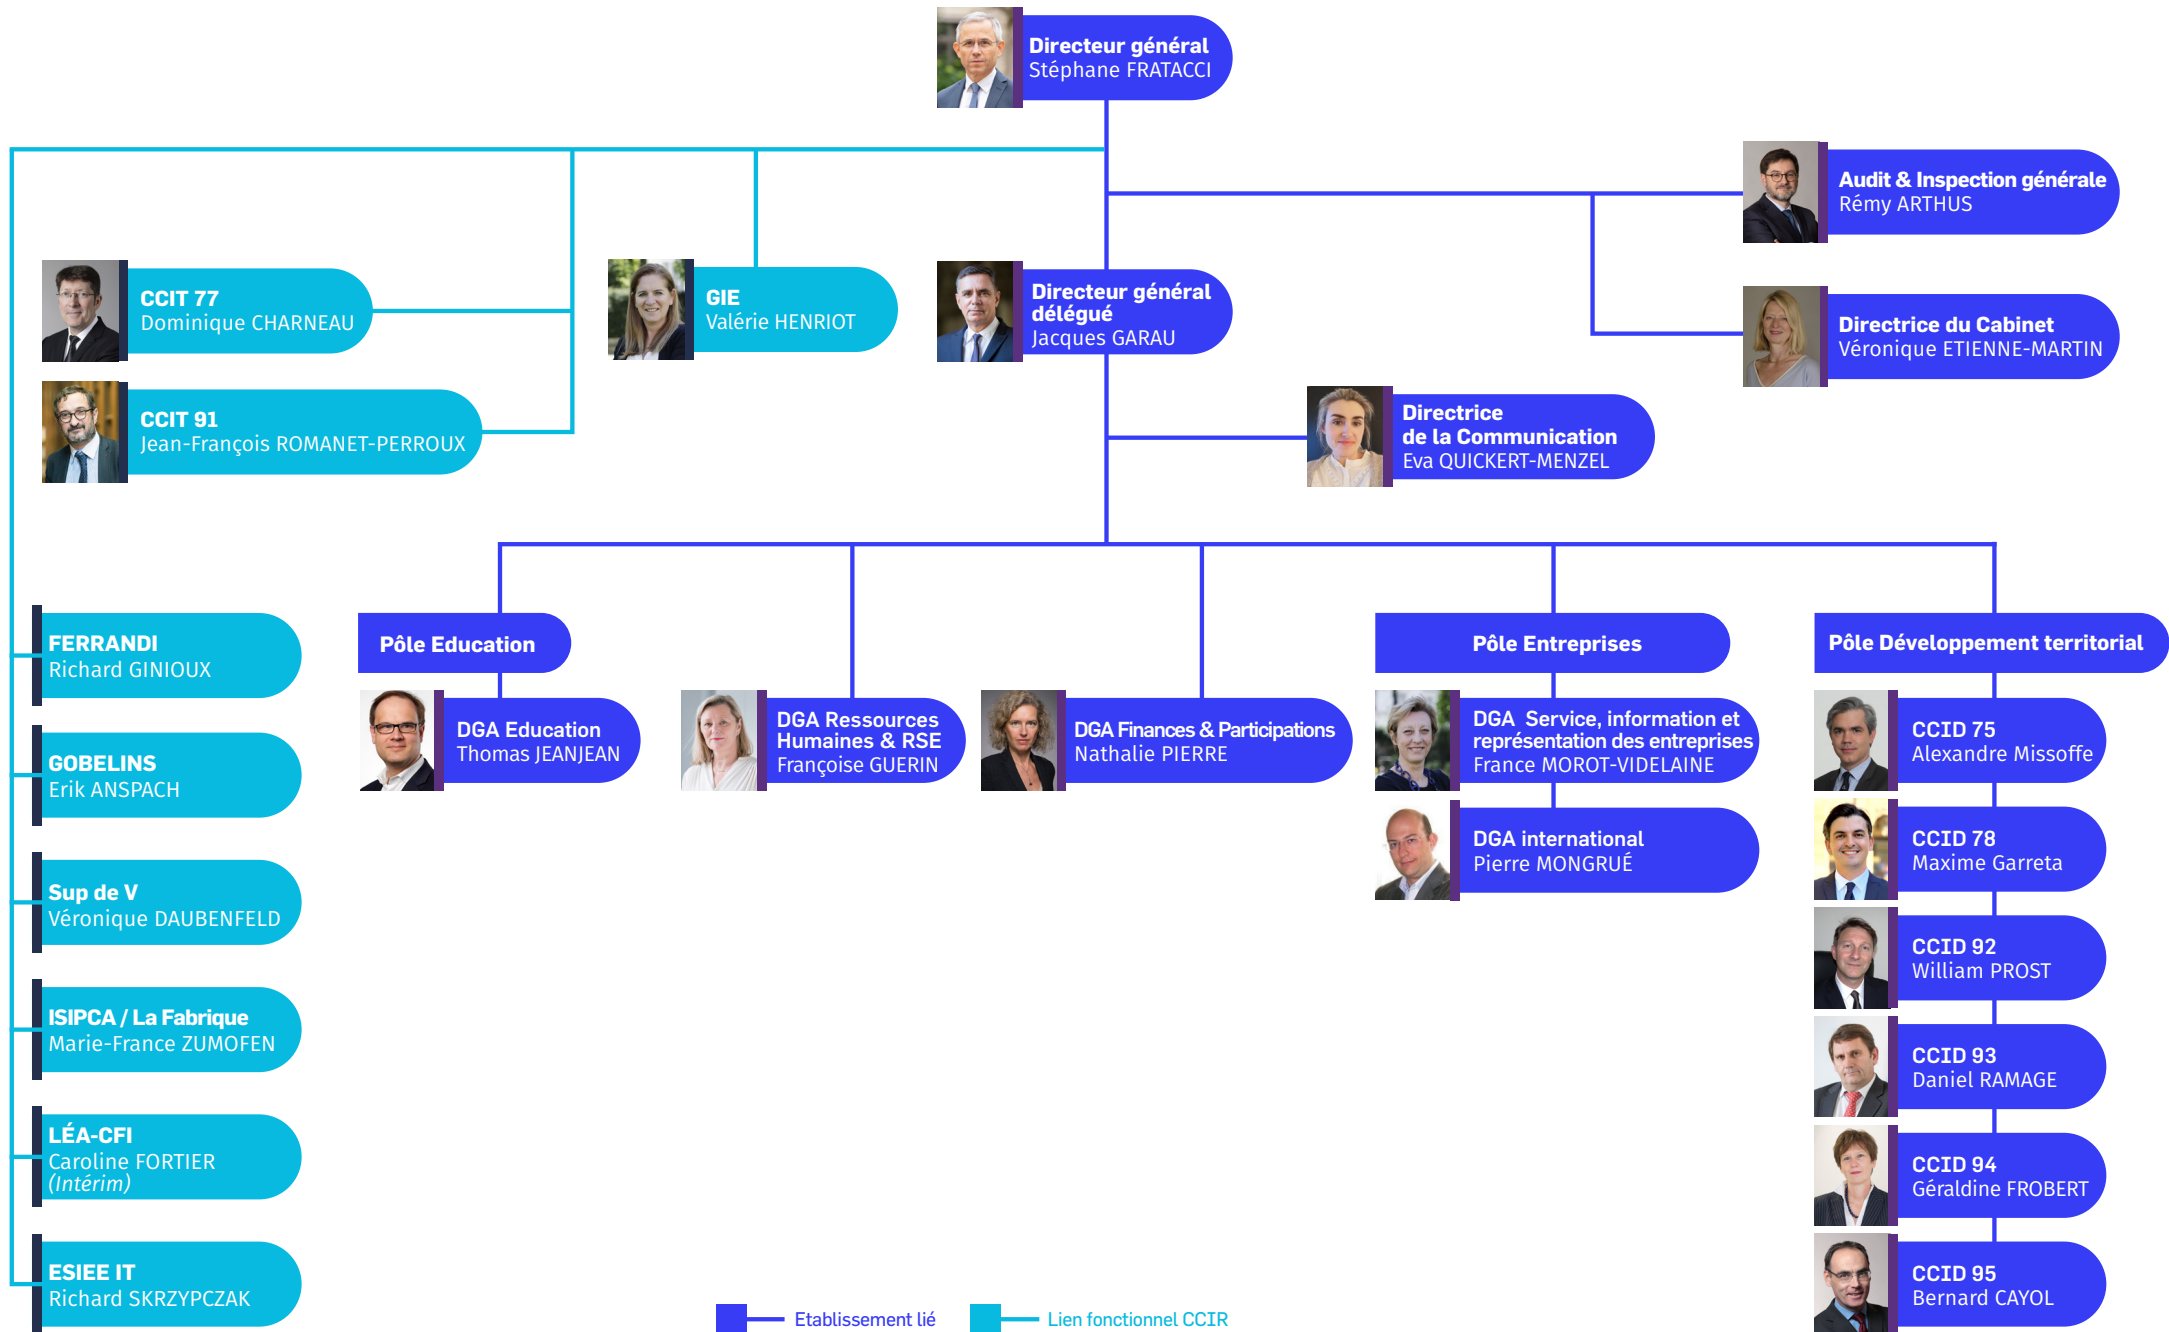 Directeur général
Stéphane FRATACCI
Audit & Inspection générale
Rémy ARTHUS
CCIT 77
Dominique CHARNEAU
GIE
Valérie HENRIOT
Directeur général
délégué
Jacques GARAU
Directrice du Cabinet
Véronique ETIENNE-MARTIN
CCIT 91
Jean-François ROMANET-PERROUX
Directrice
de la Communication
Eva QUICKERT-MENZEL
FERRANDI
Richard GINIOUX
GOBELINS
Erik ANSPACH
Sup de V
Véronique DAUBENFELD
ISIPCA / La Fabrique
Marie-France ZUMOFEN
LÉA-CFI
Caroline FORTIER
(Intérim)
ESIEE IT
Richard SKRZYPCZAK
Pôle Education
DGA Education
Thomas JEANJEAN
DGA Ressources
Humaines & RSE
Françoise GUERIN
DGA Finances & Participations
Nathalie PIERRE
Pôle Entreprises
DGA Service, information et
représentation des entreprises
France MOROT-VIDELAINE
DGA international
Pierre MONGRUÉ
Pôle Développement territorial
CCID 75
Alexandre Missoffe
CCID 78
Maxime Garreta
CCID 92
William PROST
CCID 93
Daniel RAMAGE
CCID 94
Géraldine FROBERT
CCID 95
Bernard CAYOL
Etablissement lié
Lien fonctionnel CCIR